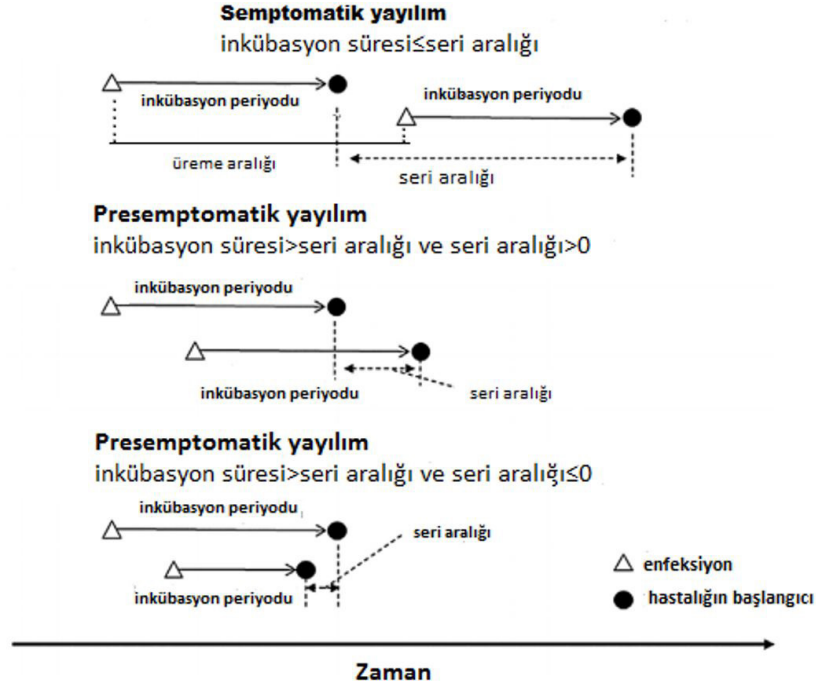 Semptomatik yayılım
inkübasyon süresi≤seri aralığı
inkübasyon periyodu
inkübasyon periyodu
üreme aralığı
seri aralığı
Presemptomatik yayılım
inkübasyon süresi>seri aralığı ve seri aralığı>0
inkübasyon periyodu
inkübasyon periyodu
seri aralığı
Presemptomatik yayılım
inkübasyon süresi>seri aralığı ve seri aralığı≤0
inkübasyon periyodu
seri aralığı
inkübasyon periyodu
enfeksiyon
hastalığın başlangıcı
Zaman